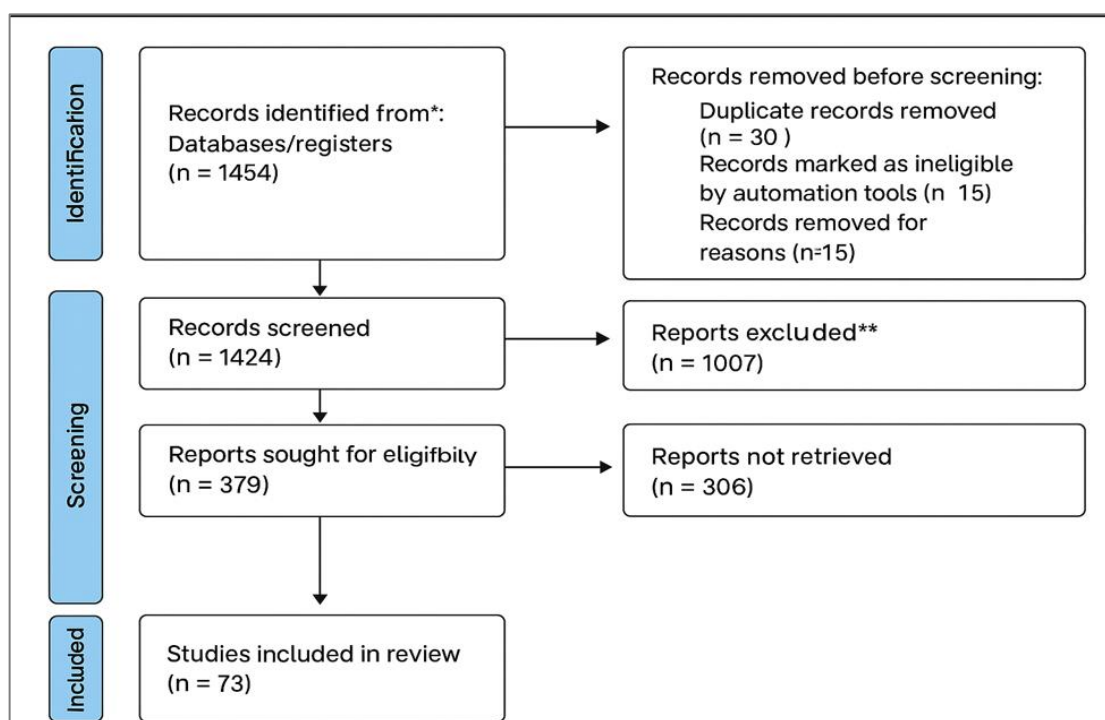 Identification
Records identified from*:
Databases/registers
(n = 1454)
Records removed before screening:
Duplicate records removed
(n = 30 )
Records marked as ineligible
by automation tools (n 15)
Records removed for
reasons (n=15)
Screening
Records screened
(n = 1424)
Reports excluded**
(n = 1007)
Reports sought for eligifbily
(n = 379)
Reports not retrieved
(n = 306)
Included
Studies included in review
(n = 73)